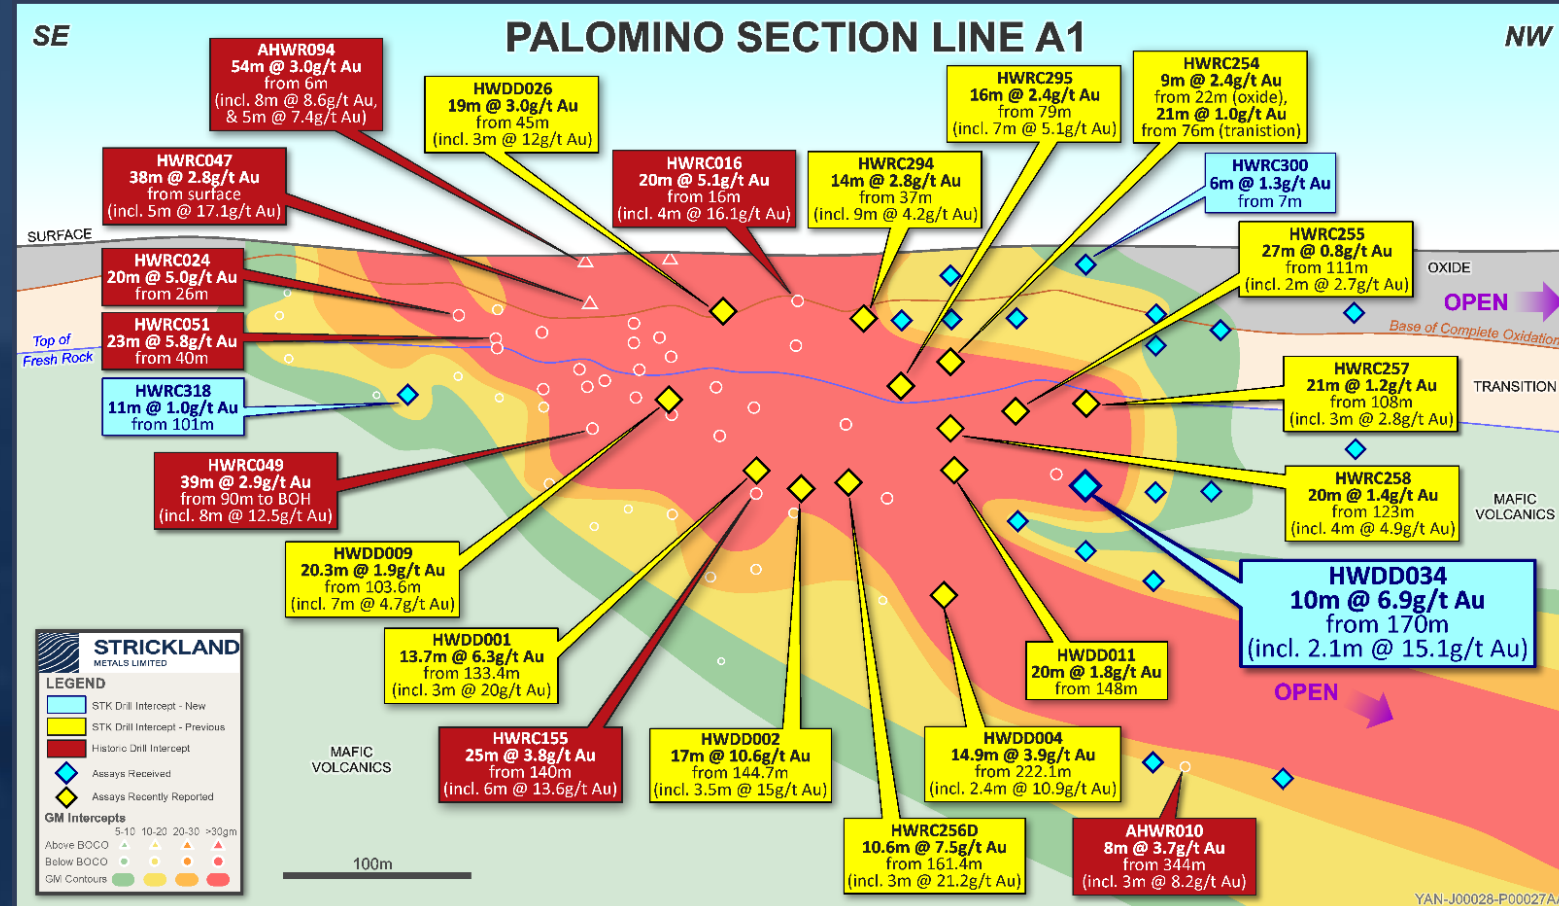 SE
PALOMINO SECTION LINE A1
NW
AHWR094
54m @ 3.0g/t Au
from 6m
(incl. 8m @ 8.6g/t Au,
& 5m @ 7.4g/t Au)
HWDD026
19m @ 3.0g/t Au
from 45m
(incl. 3m @ 12g/t Au)
HWRC295
16m @ 2.4g/t Au
from 79m
(incl. 7m @ 5.1g/t Au)
HWRC254
9m @ 2.4g/t Au
from 22m (oxide),
21m @ 1.0g/t Au
from 76m (tranistion)
HWRC047
38m @ 2.8g/t Au
from surface
(incl. 5m @ 17.1g/t Au)
HWRC016
20m @ 5.1g/t Au
from 16m
(incl. 4m @ 16.1g/t Au)
HWRC294
14m @ 2.8g/t Au
from 37m
(incl. 9m @ 4.2g/t Au)
HWRC300
6m @ 1.3g/t Au
from 7m
SURFACE
HWRC024
20m @ 5.0g/t Au
from 26m
HWRC255
27m @ 0.8g/t Au
from 111m
(incl. 2m @ 2.7g/t Au)
OXIDE
OPEN
Base of Complete Oxidation
HWRC051
23m @ 5.8g/t Au
from 40m
Top of
Fresh Rock
HWRC318
11m @ 1.0g/t Au
from 101m
HWRC257
21m @ 1.2g/t Au
from 108m
(incl. 3m @ 2.8g/t Au)
TRANSITION
HWRC049
39m @ 2.9g/t Au
from 90m to BOH
(incl. 8m @ 12.5g/t Au)
HWRC258
20m @ 1.4g/t Au
from 123m
(incl. 4m @ 4.9g/t Au)
MAFIC
VOLCANICS
HWDD009
20.3m @ 1.9g/t Au
from 103.6m
(incl. 7m @ 4.7g/t Au)
HWDD034
10m @ 6.9g/t Au
from 170m
(incl. 2.1m @ 15.1g/t Au)
HWDD001
13.7m @ 6.3g/t Au
from 133.4m
(incl. 3m @ 20g/t Au)
HWDD011
20m @ 1.8g/t Au
from 148m
OPEN
HWRC155
25m @ 3.8g/t Au
from 140m
(incl. 6m @ 13.6g/t Au)
HWDD002
17m @ 10.6g/t Au
from 144.7m
(incl. 3.5m @ 15g/t Au)
HWDD004
14.9m @ 3.9g/t Au
from 222.1m
(incl. 2.4m @ 10.9g/t Au)
HWRC256D
10.6m @ 7.5g/t Au
from 161.4m
(incl. 3m @ 21.2g/t Au)
AHWR010
8m @ 3.7g/t Au
from 344m
(incl. 3m @ 8.2g/t Au)
MAFIC
VOLCANICS
100m
STRICKLAND
METALS LIMITED
LEGEND
STK Drill Intercept - New
STK Drill Intercept - Previous
Historic Drill Intercept
Assays Received
Assays Recently Reported
GM Intercepts
5-10 10-20 20-30 >30gm
Above BOCO
Below BOCO
GM Contours